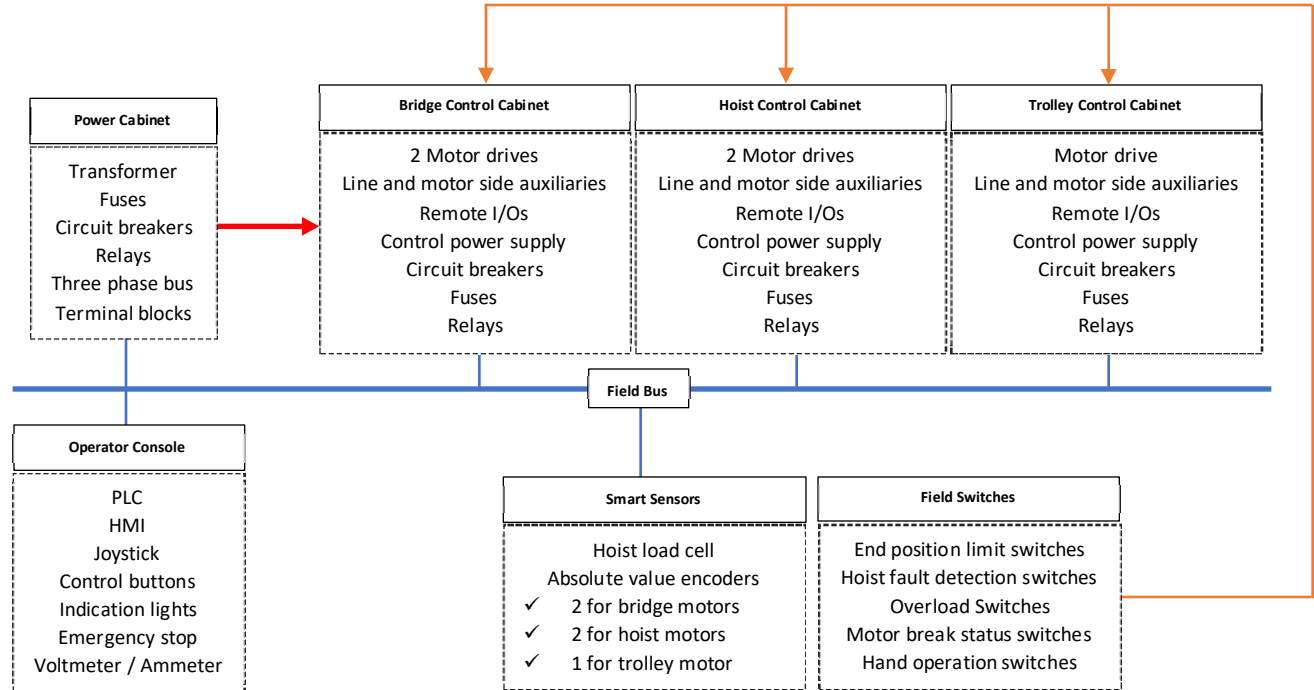 Power Cabinet
Transformer
Fuses
Circuit breakers
Relays
Three phase bus
Terminal blocks
Bridge Control Cabinet
2 Motor drives
Line and motor side auxiliaries
Remote I/Os
Control power supply
Circuit breakers
Fuses
Relays
Hoist Control Cabinet
2 Motor drives
Line and motor side auxiliaries
Remote I/Os
Control power supply
Circuit breakers
Fuses
Relays
Trolley Control Cabinet
Motor drive
Line and motor side auxiliaries
Remote I/Os
Control power supply
Circuit breakers
Fuses
Relays
Field Bus
Operator Console
PLC
HMI
Joystick
Control buttons
Indication lights
Emergency stop
Voltmeter / Ammeter
Smart Sensors
Hoist load cell
Absolute value encoders
✓ 2 for bridge motors
✓ 2 for hoist motors
✓ 1 for trolley motor
Field Switches
End position limit switches
Hoist fault detection switches
Overload Switches
Motor break status switches
Hand operation switches